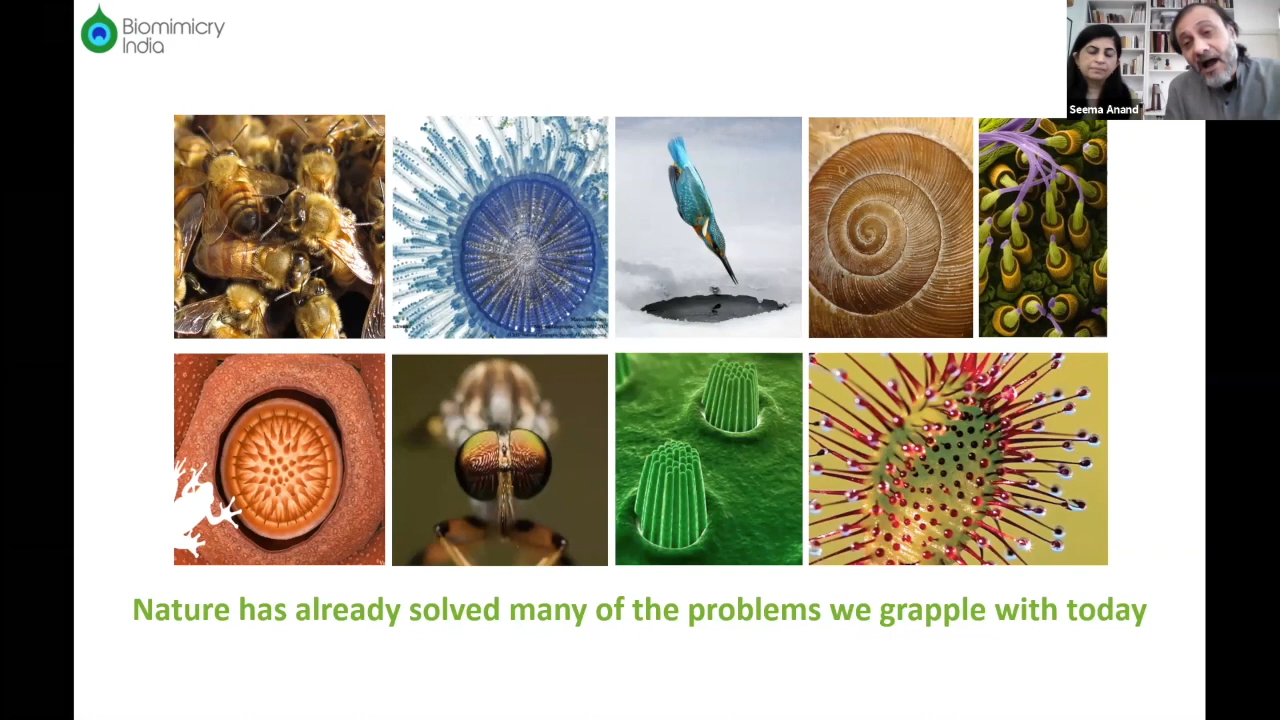 Biomimicry
India
Seema Anand
Nature has already solved many of the problems we grapple with today